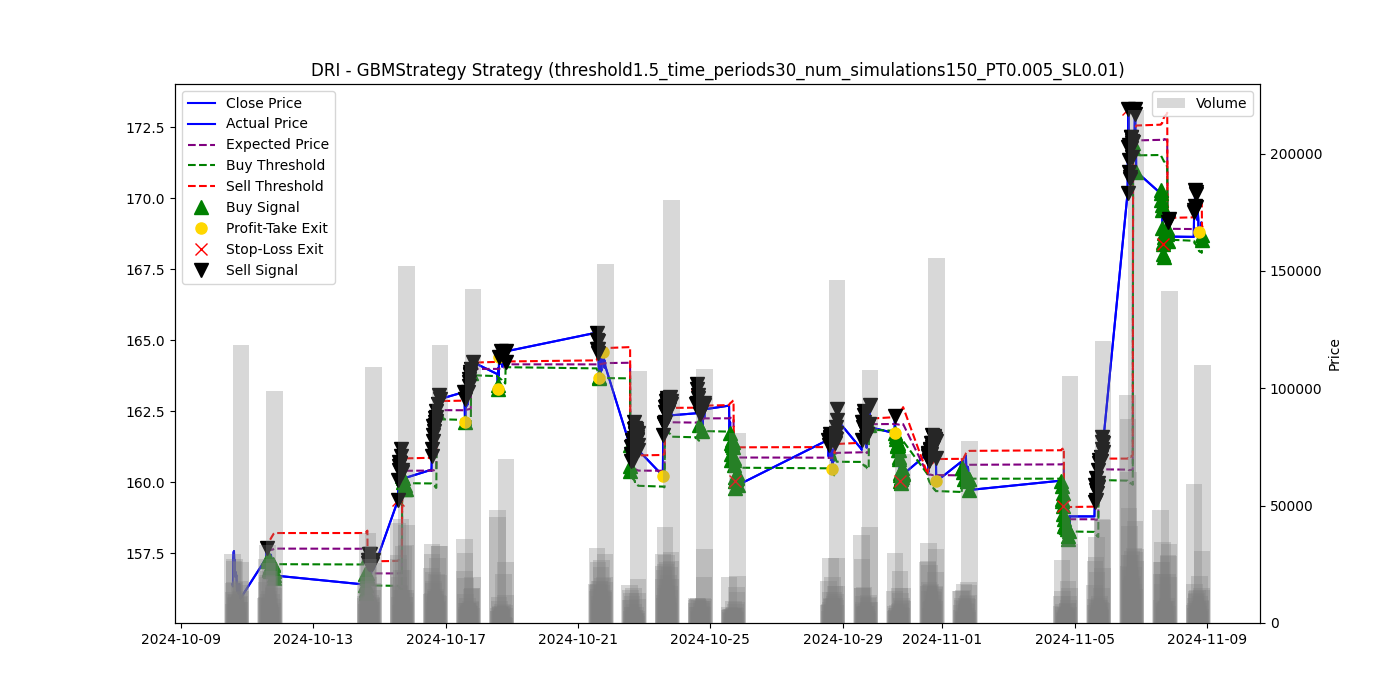 DRI - GBMStrategy Strategy (threshold1.5_time_periods30_num_simulations150_PT0.005_SL0.01)
Close Price
Actual Price
Expected Price
Buy Threshold
Sell Threshold
Buy Signal
Profit-Take Exit
Stop-Loss Exit
Sell Signal
Volume
172.5
170.0
167.5
165.0
162.5
160.0
157.5
200000
150000
100000
50000
0
Price
2024-10-09
2024-10-13
2024-10-17
2024-10-21
2024-10-25
2024-10-29
2024-11-01
2024-11-05
2024-11-09